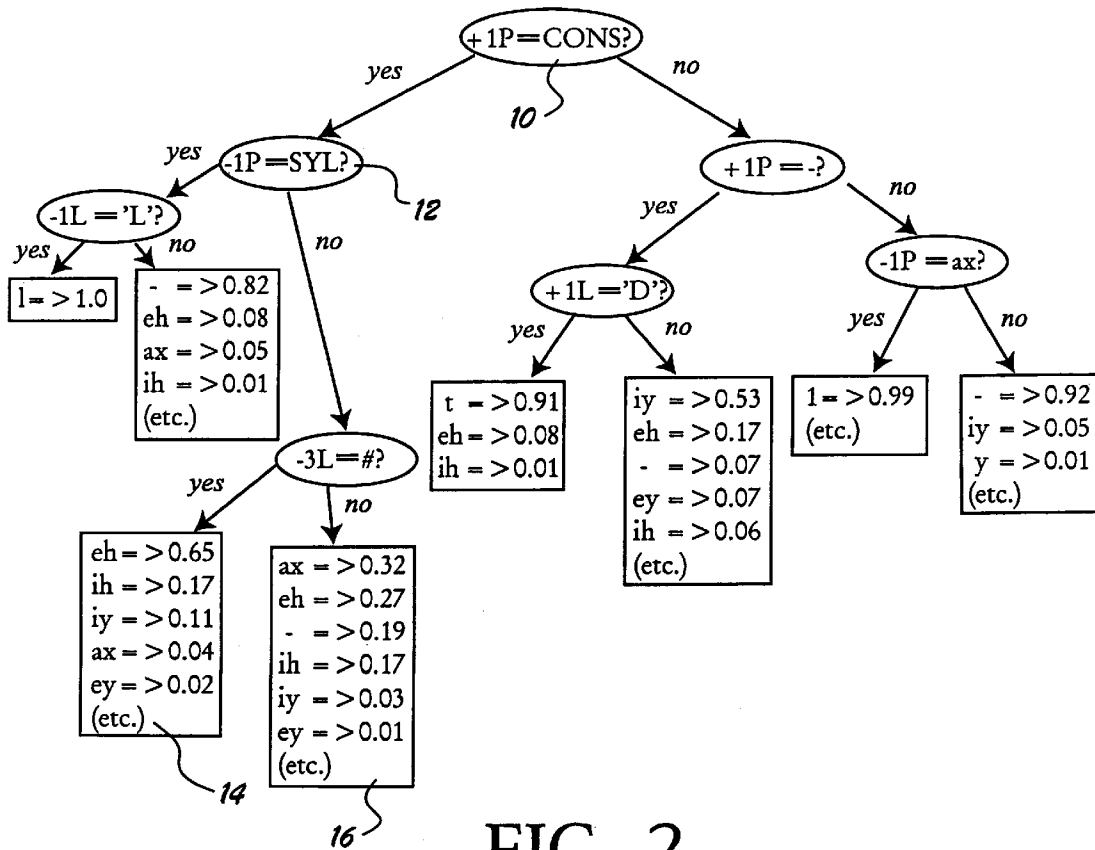 +1P=CONS?
yes
no
10
-1P=SYL?
12
+1P=-?
yes
no
yes
no
-1L='L'?
yes
no
l=>1.0
- =>0.82
eh=>0.08
ax=>0.05
ih=>0.01
(etc.)
+1L='D'?
yes
no
-1P=ax?
yes
no
t =>0.91
eh=>0.08
ih=>0.01
iy =>0.53
eh=>0.17
- =>0.07
ey=>0.07
ih=>0.06
(etc.)
1=>0.99
(etc.)
- =>0.92
iy=>0.05
y=>0.01
(etc.)
-3L=#?
yes
no
eh=>0.65
ih=>0.17
iy=>0.11
ax=>0.04
ey=>0.02
(etc.)
14
ax =>0.32
eh =>0.27
- =>0.19
ih =>0.17
iy =>0.03
ey =>0.01
(etc.)
16
FIG. 2